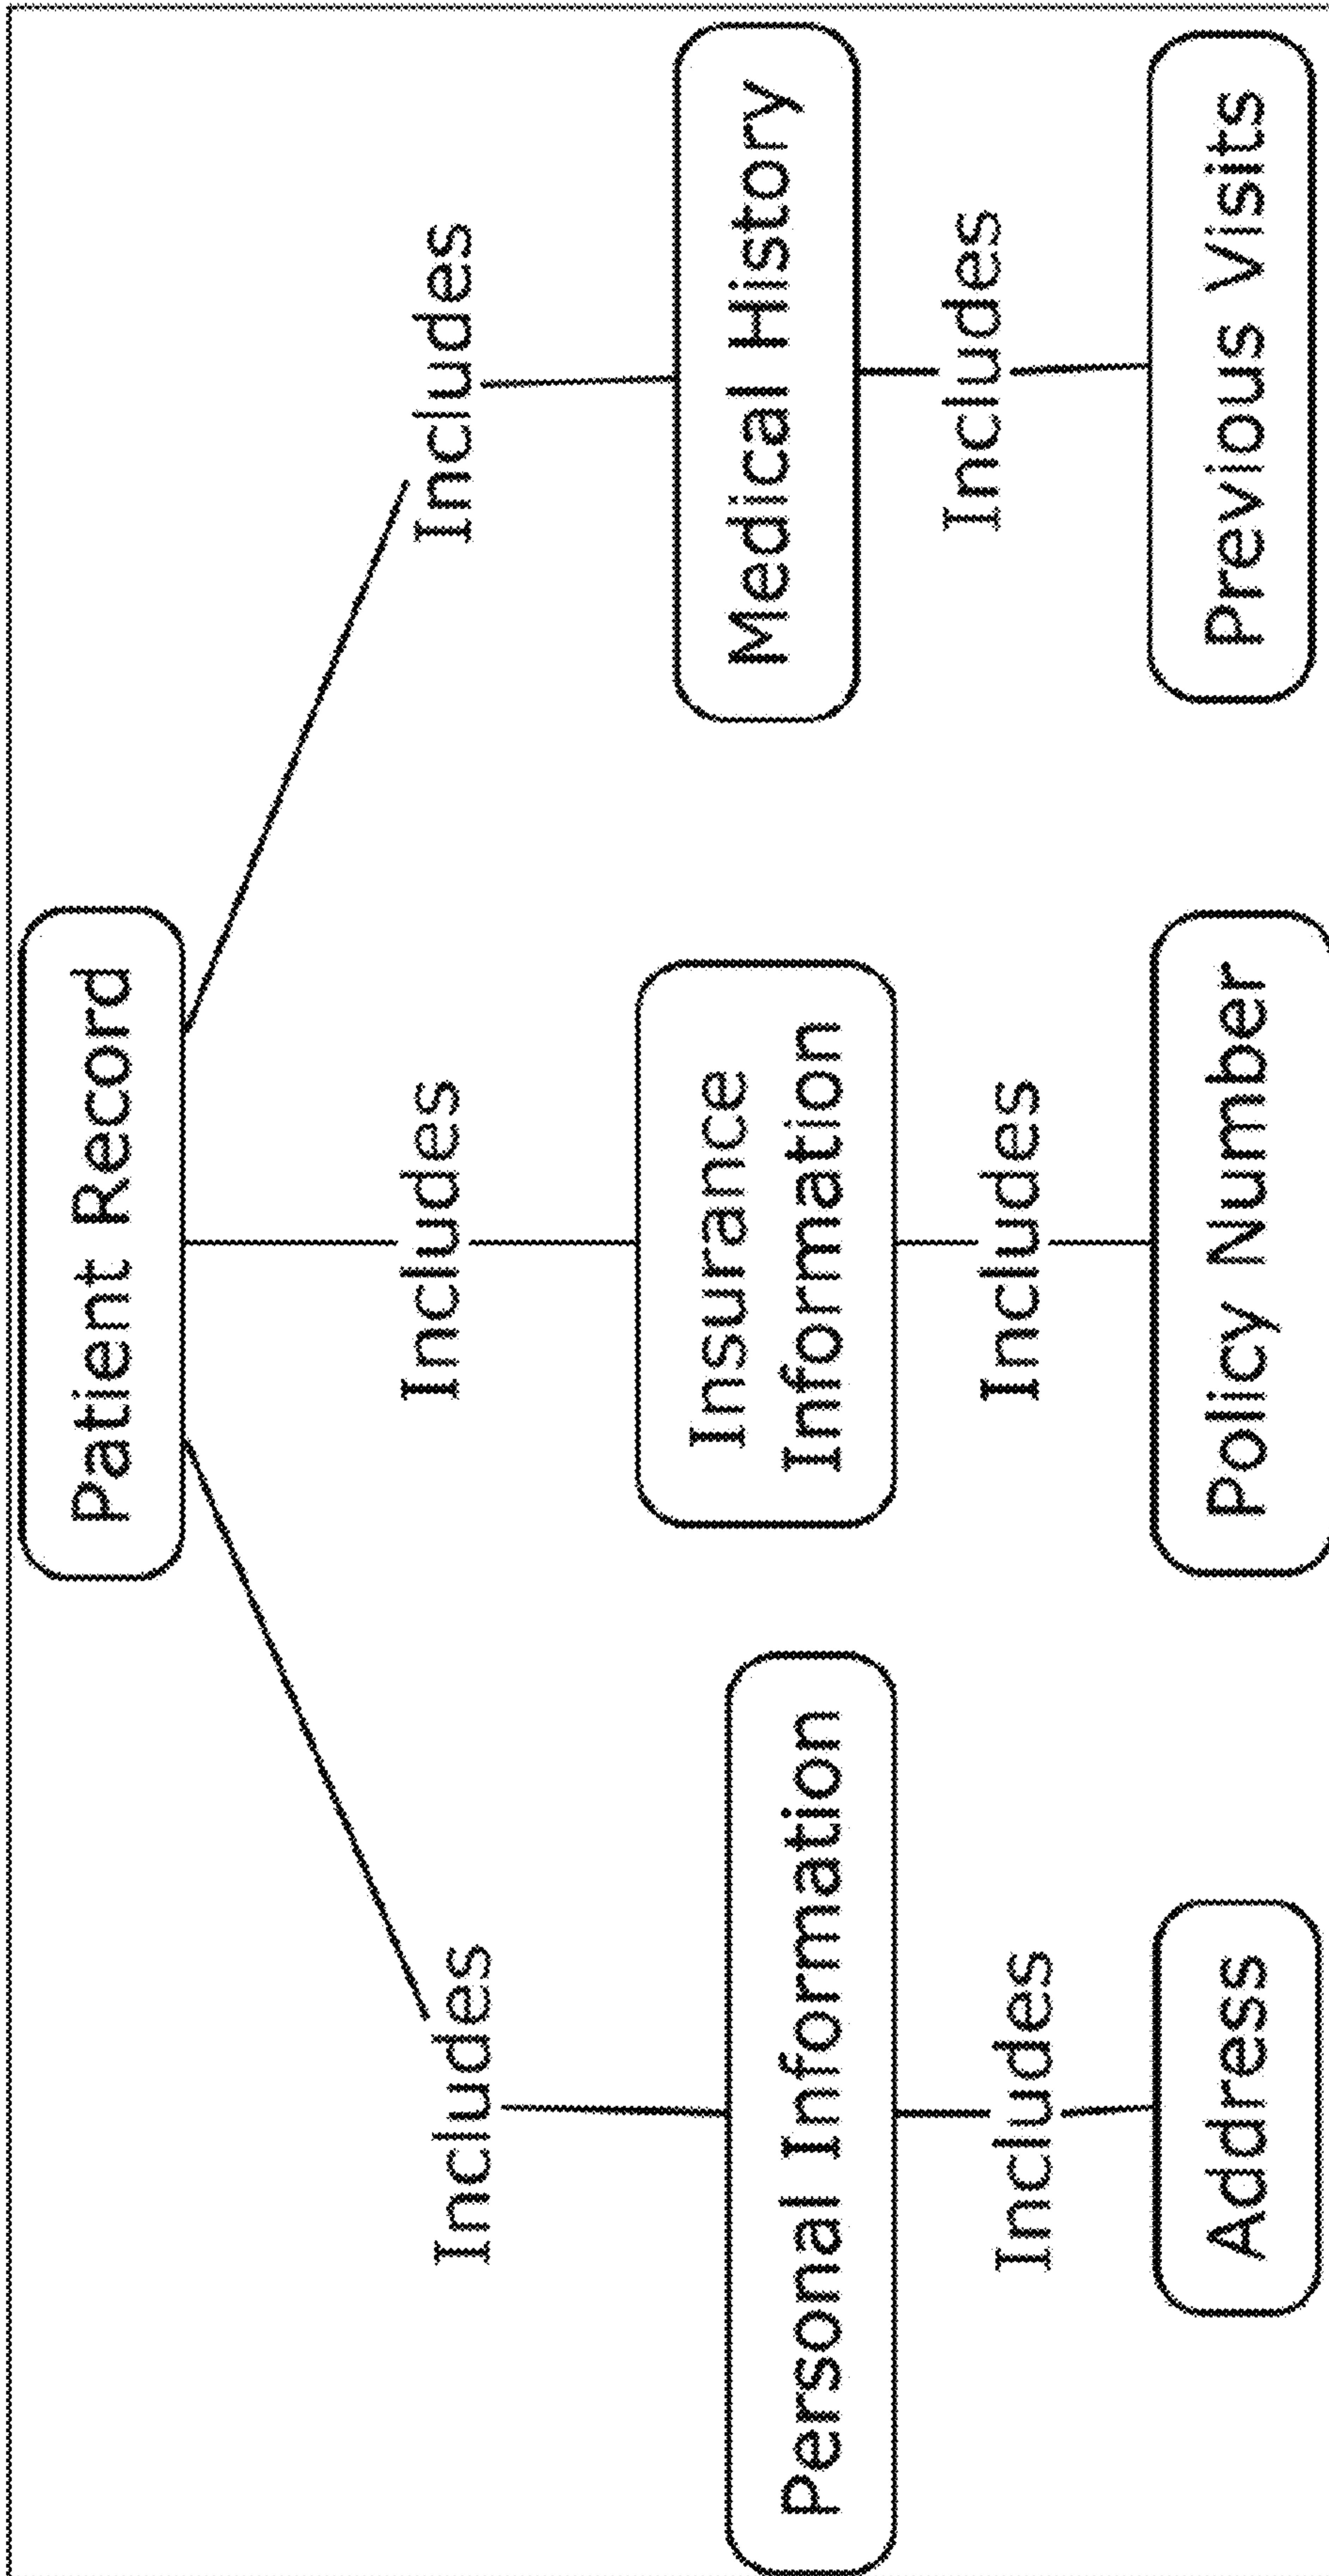 Patient Record
Includes
Includes
Includes
Personal Information
Insurance
Information
Medical History
Includes
Includes
Includes
Address
Policy Number
Previous Visits